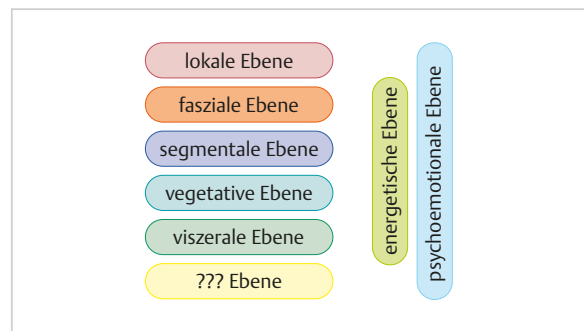 lokale Ebene
fasziale Ebene
segmentale Ebene
vegetative Ebene
viszerale Ebene
??? Ebene
energetische Ebene
psychoemotionale Ebene